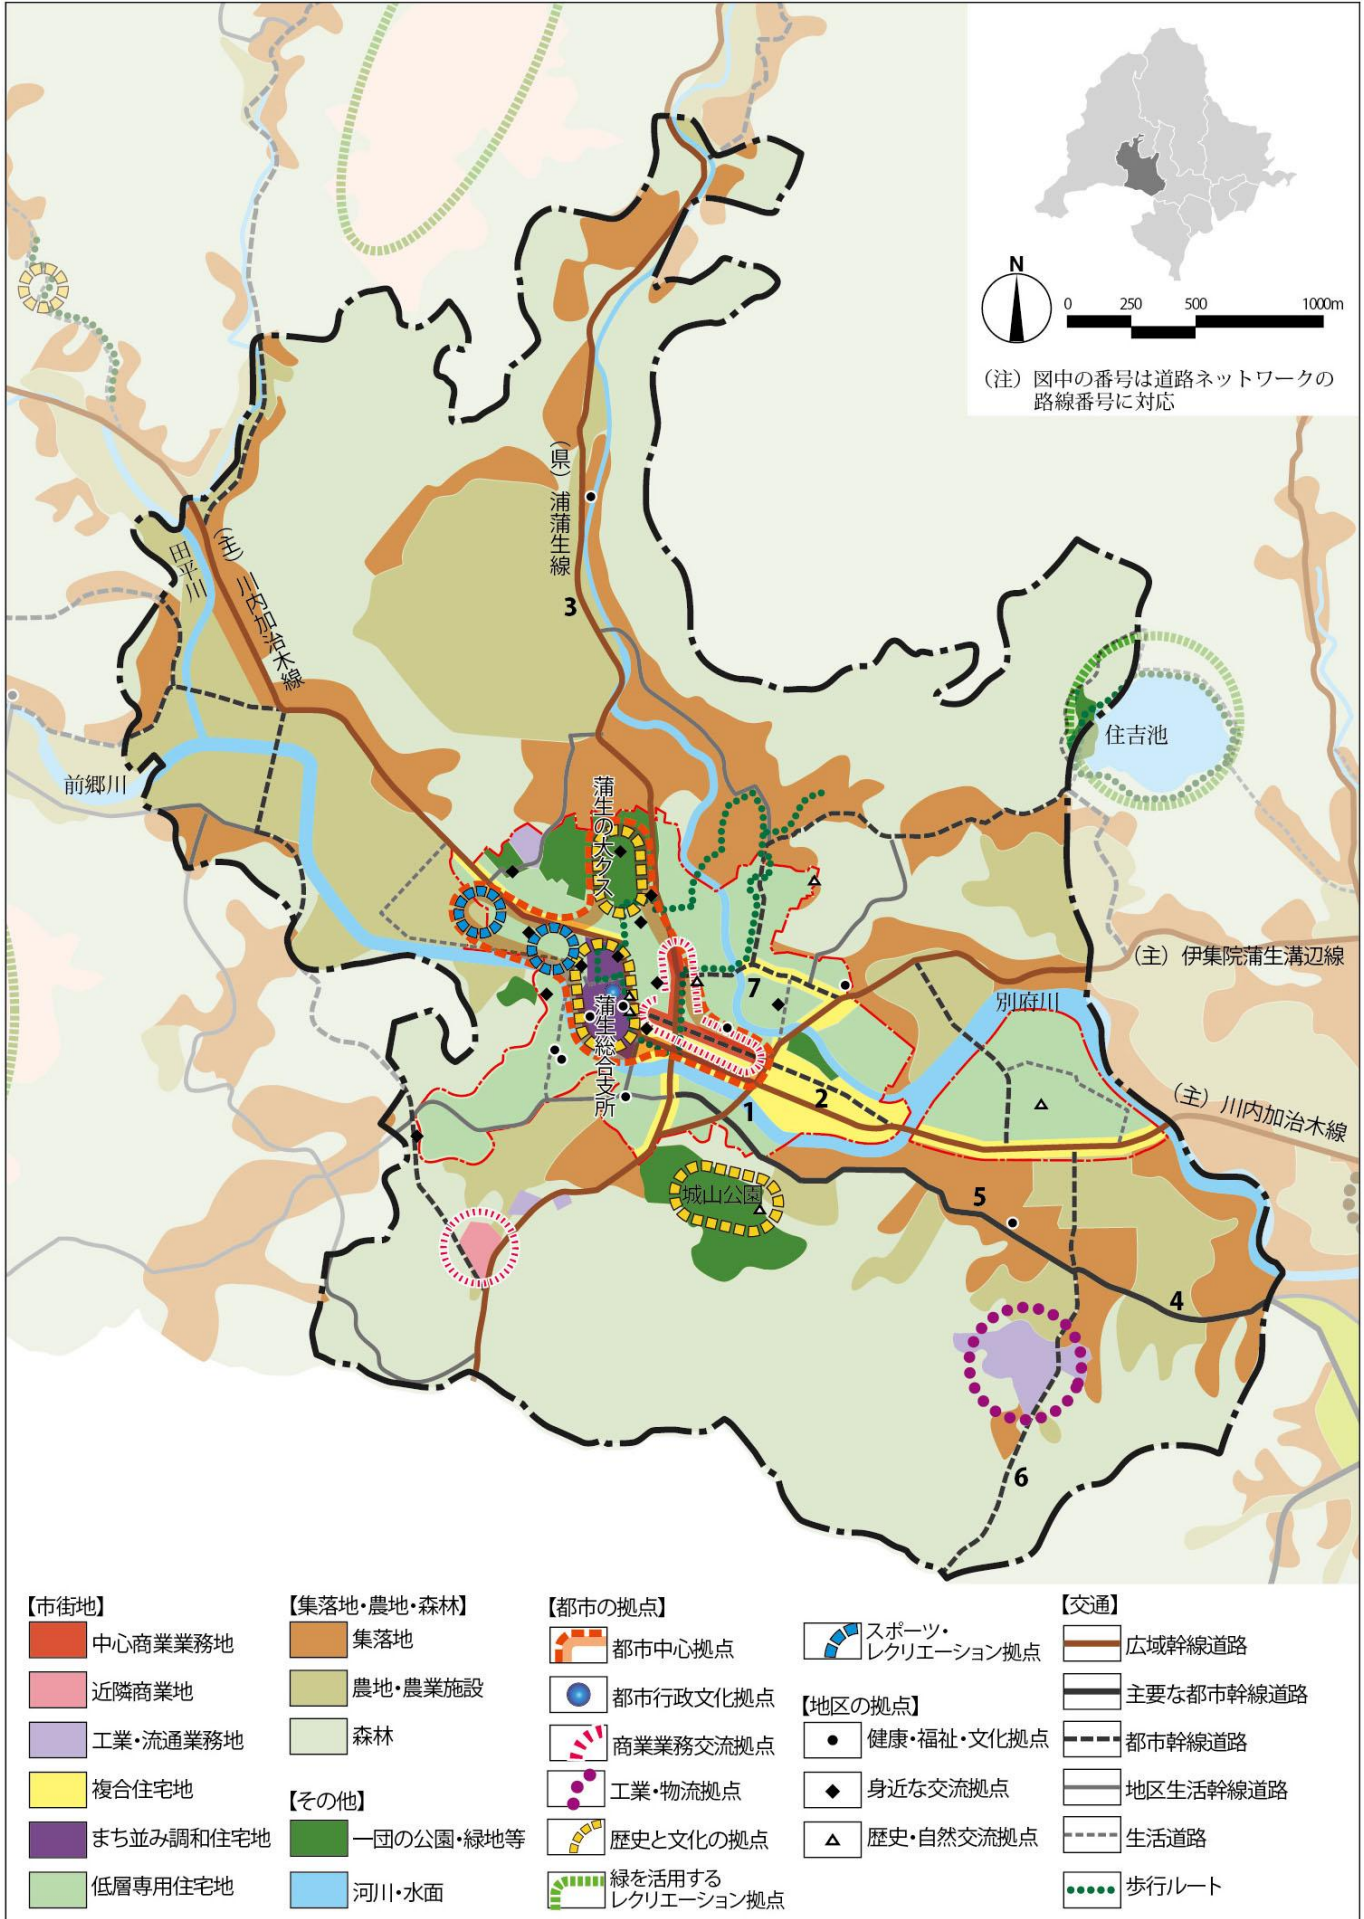 N
0 250 500 1000m
（注）図中の番号は道路ネットワークの
路線番号に対応
（県）浦蒲生線
3
田平川
（主）川内加治木線
前郷川
住吉池
蒲生の大クス
（主）伊集院蒲生溝辺線
7
別府川
蒲生総合支所
（主）川内加治木線
1
2
城山公園
5
4
6
【市街地】
中心商業業務地
近隣商業地
工業・流通業務地
複合住宅地
まち並み調和住宅地
低層専用住宅地
【集落地・農地・森林】
集落地
農地・農業施設
森林
【その他】
一団の公園・緑地等
河川・水面
【都市の拠点】
都市中心拠点
都市行政文化拠点
商業業務交流拠点
工業・物流拠点
歴史と文化の拠点
緑を活用する
レクリエーション拠点
スポーツ・
レクリエーション拠点
【地区の拠点】
健康・福祉・文化拠点
身近な交流拠点
歴史・自然交流拠点
【交通】
広域幹線道路
主要な都市幹線道路
都市幹線道路
地区生活幹線道路
生活道路
歩行ルート